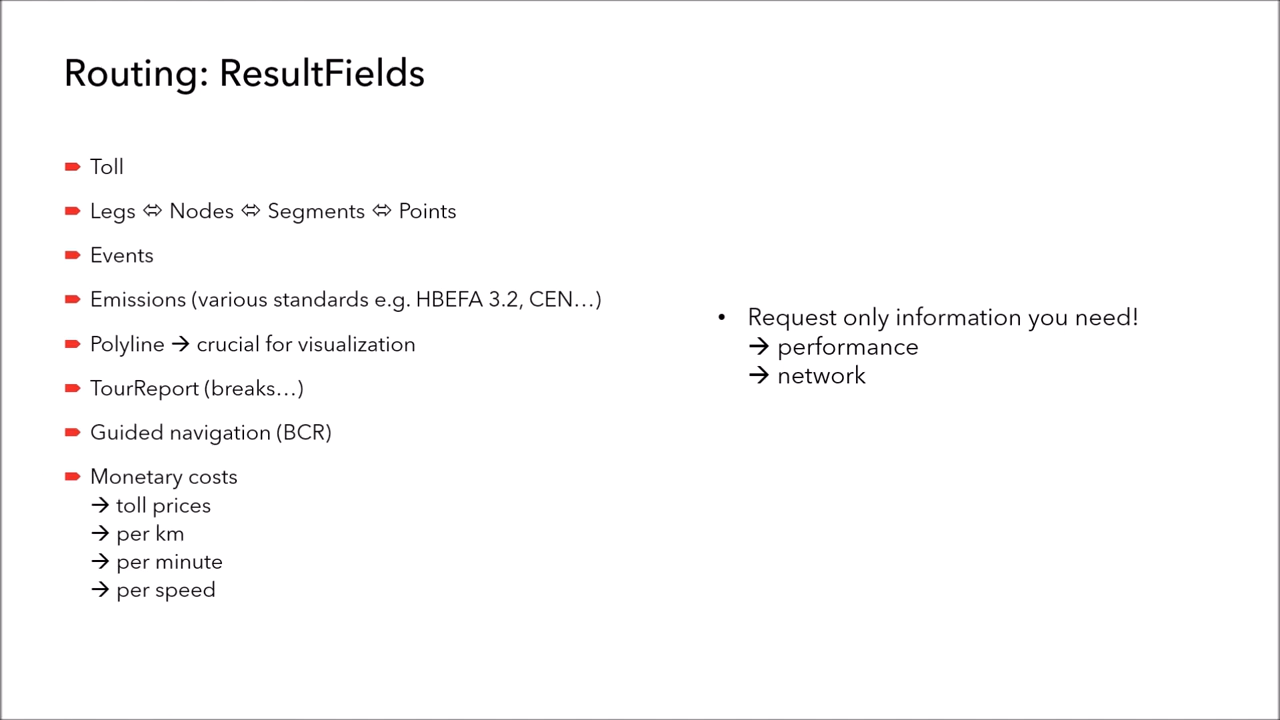 Routing: ResultFields
Toll
Legs ⬄ Nodes ⬄ Segments ⬄ Points
Events
Emissions (various standards e.g. HBEFA 3.2, CEN…)
Polyline → crucial for visualization
TourReport (breaks…)
Guided navigation (BCR)
Monetary costs
→ toll prices
→ per km
→ per minute
→ per speed
• Request only information you need!
→ performance
→ network